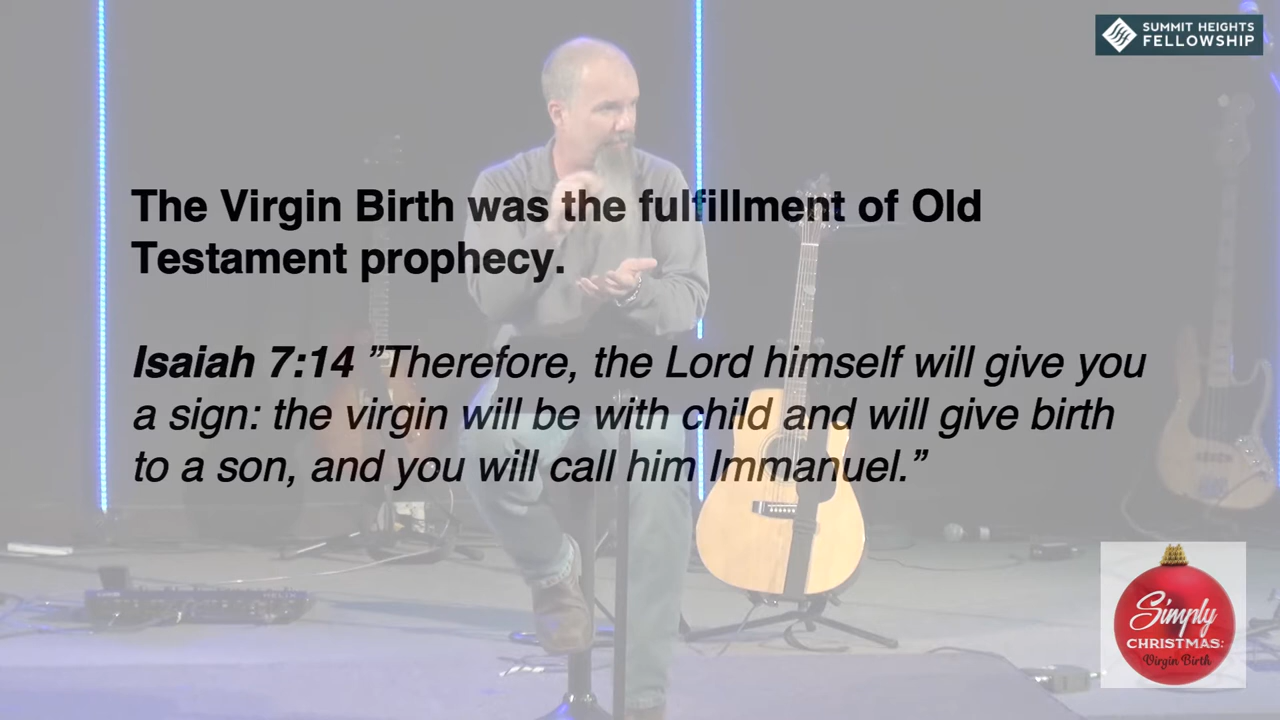 SUMMIT HEIGHTS
FELLOWSHIP
The Virgin Birth was the fulfillment of Old
Testament prophecy.
Isaiah 7:14 ”Therefore, the Lord himself will give you
a sign: the virgin will be with child and will give birth
to a son, and you will call him Immanuel.”
Simply
CHRISTMAS:
Virgin Birth